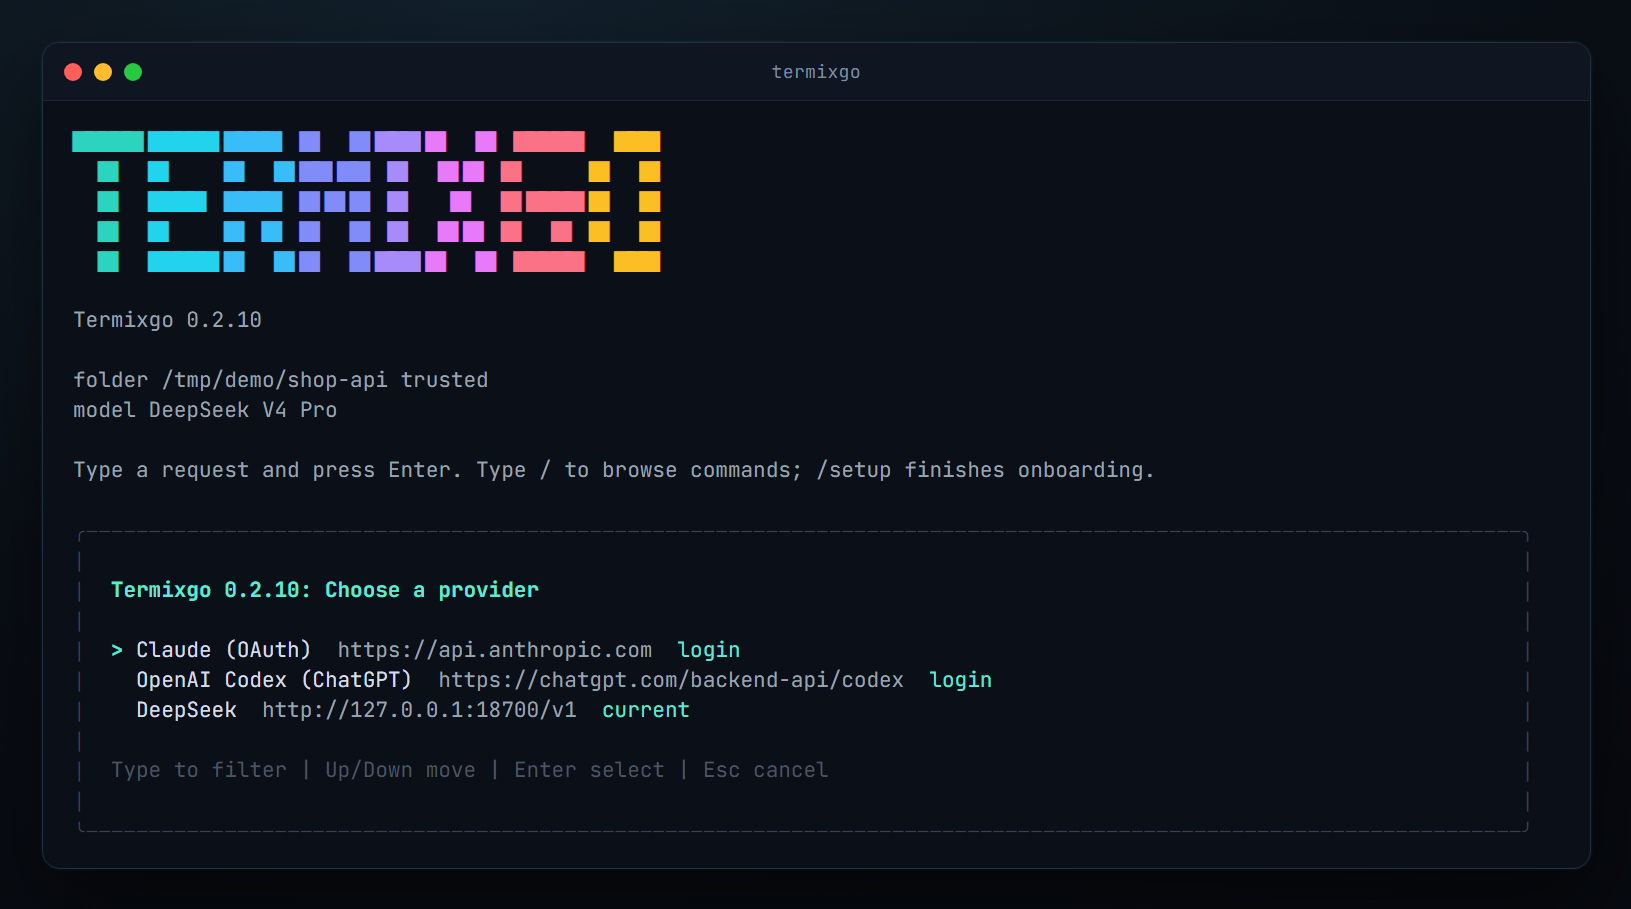 termixgo
TERMIXGO
Termixgo 0.2.10
folder /tmp/demo/shop-api trusted
model DeepSeek V4 Pro
Type a request and press Enter. Type / to browse commands; /setup finishes onboarding.
Termixgo 0.2.10: Choose a provider
> Claude (OAuth)  https://api.anthropic.com  login
OpenAI Codex (ChatGPT)  https://chatgpt.com/backend-api/codex  login
DeepSeek  http://127.0.0.1:18700/v1  current
Type to filter | Up/Down move | Enter select | Esc cancel